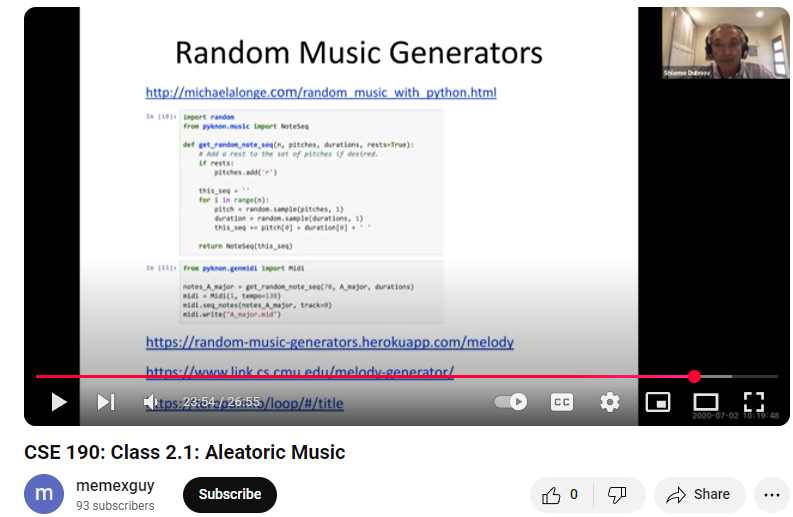 Random Music Generators
Shlomo Dubnov
http://michaelalonge.com/random_music_with_python.html
In [10]: import random
from pyknon.music import NoteSeq
def get_random_note_seq(n, pitches, durations, rests=True):
# Add a rest to the set of pitches if desired.
if rests:
pitches.add('r')
this_seq = ''
for i in range(n):
pitch = random.sample(pitches, 1)
duration = random.sample(durations, 1)
this_seq += pitch[0] + duration[0] + ' '
return NoteSeq(this_seq)
In [11]: from pyknon.genmidi import Midi
notes_A_major = get_random_note_seq(70, A_major, durations)
midi = Midi(1, tempo=139)
midi.seq_notes(notes_A_major, track=0)
midi.write("A_major.mid")
https://random-music-generators.herokuapp.com/melody
https://www.link.cs.cmu.edu/melody-generator/
/loop/#/title
23:54 / 26:55
CC
2020-07-02 10:19:48
CSE 190: Class 2.1: Aleatoric Music
m
memexguy
93 subscribers
Subscribe
0
Share